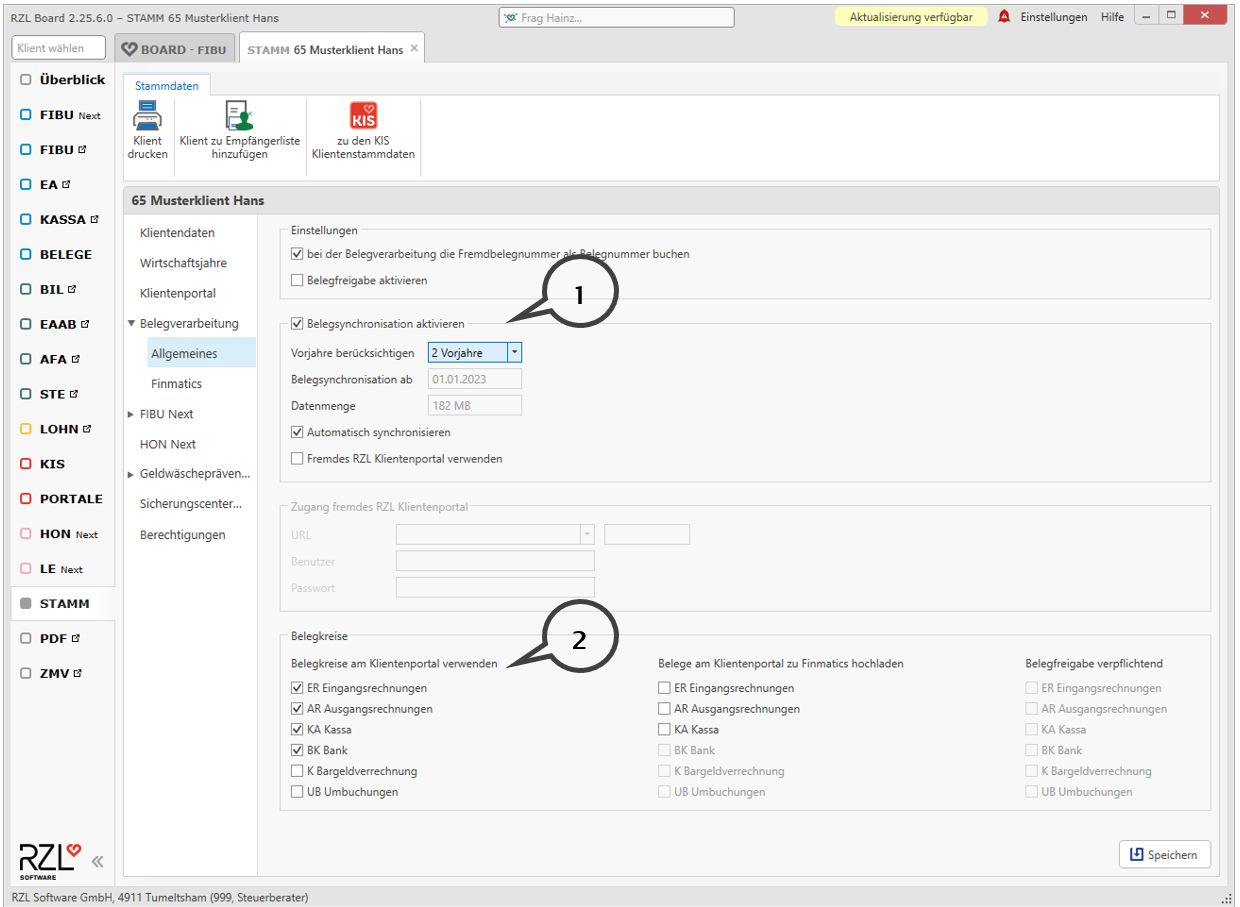 RZL Board 2.25.6.0 – STAMM 65 Musterklient Hans
Frag Hainz...
Aktualisierung verfügbar
Einstellungen
Hilfe
Klient wählen
BOARD - FIBU
STAMM 65 Musterklient Hans
Überblick
FIBU Next
FIBU
EA
KASSA
BELEGE
BIL
EAAB
AFA
STE
LOHN
KIS
PORTALE
HON Next
LE Next
STAMM
PDF
ZMV
RZL
SOFTWARE
Stammdaten
Klient drucken
Klient zu Empfängerliste hinzufügen
KIS
zu den KIS Klientenstammdaten
65 Musterklient Hans
Klientendaten
Wirtschaftsjahre
Klientenportal
Belegverarbeitung
Allgemeines
Finmatics
FIBU Next
HON Next
Geldwäschepräven...
Sicherungscenter...
Berechtigungen
Einstellungen
bei der Belegverarbeitung die Fremdbelegnummer als Belegnummer buchen
Belegfreigabe aktivieren
1
Belegsynchronisation aktivieren
Vorjahre berücksichtigen 2 Vorjahre
Belegsynchronisation ab 01.01.2023
Datenmenge 182 MB
Automatisch synchronisieren
Fremdes RZL Klientenportal verwenden
Zugang fremdes RZL Klientenportal
URL
Benutzer
Passwort
2
Belegkreise
Belegkreise am Klientenportal verwenden
ER Eingangsrechnungen
AR Ausgangsrechnungen
KA Kassa
BK Bank
K Bargeldverrechnung
UB Umbuchungen
Belege am Klientenportal zu Finmatics hochladen
ER Eingangsrechnungen
AR Ausgangsrechnungen
KA Kassa
BK Bank
K Bargeldverrechnung
UB Umbuchungen
Belegfreigabe verpflichtend
ER Eingangsrechnungen
AR Ausgangsrechnungen
KA Kassa
BK Bank
K Bargeldverrechnung
UB Umbuchungen
Speichern
RZL Software GmbH, 4911 Tumeltsham (999, Steuerberater)